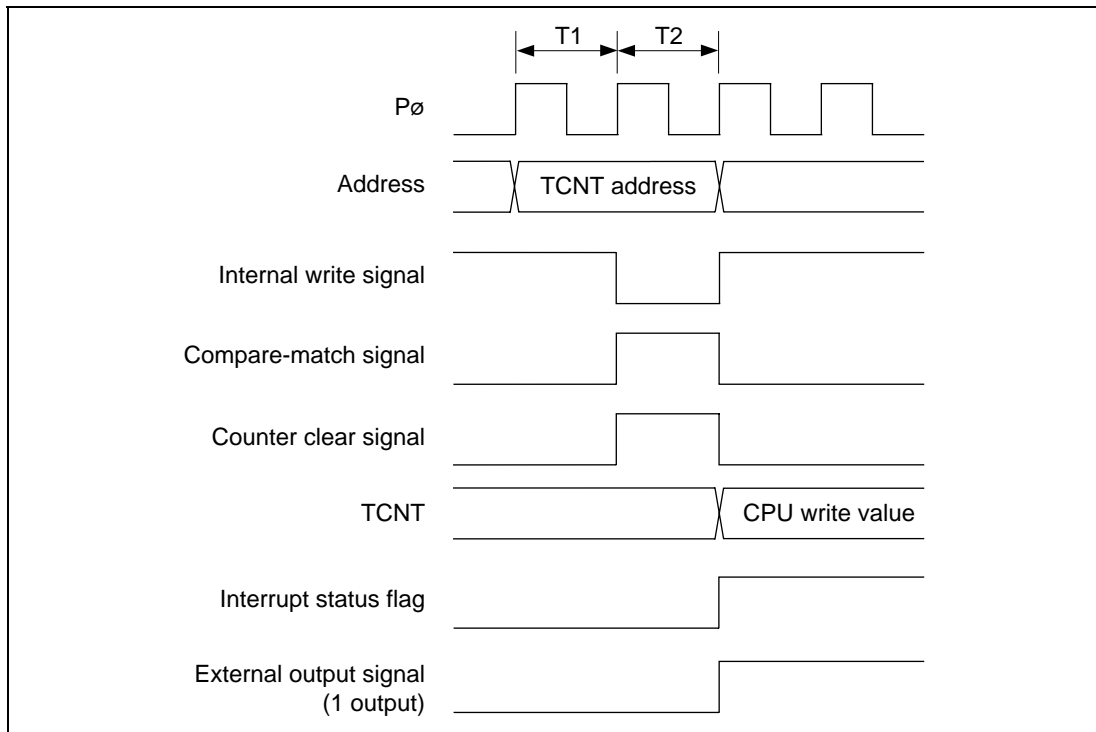 T1 T2
Pø
Address TCNT address
Internal write signal
Compare-match signal
Counter clear signal
TCNT CPU write value
Interrupt status flag
External output signal
(1 output)